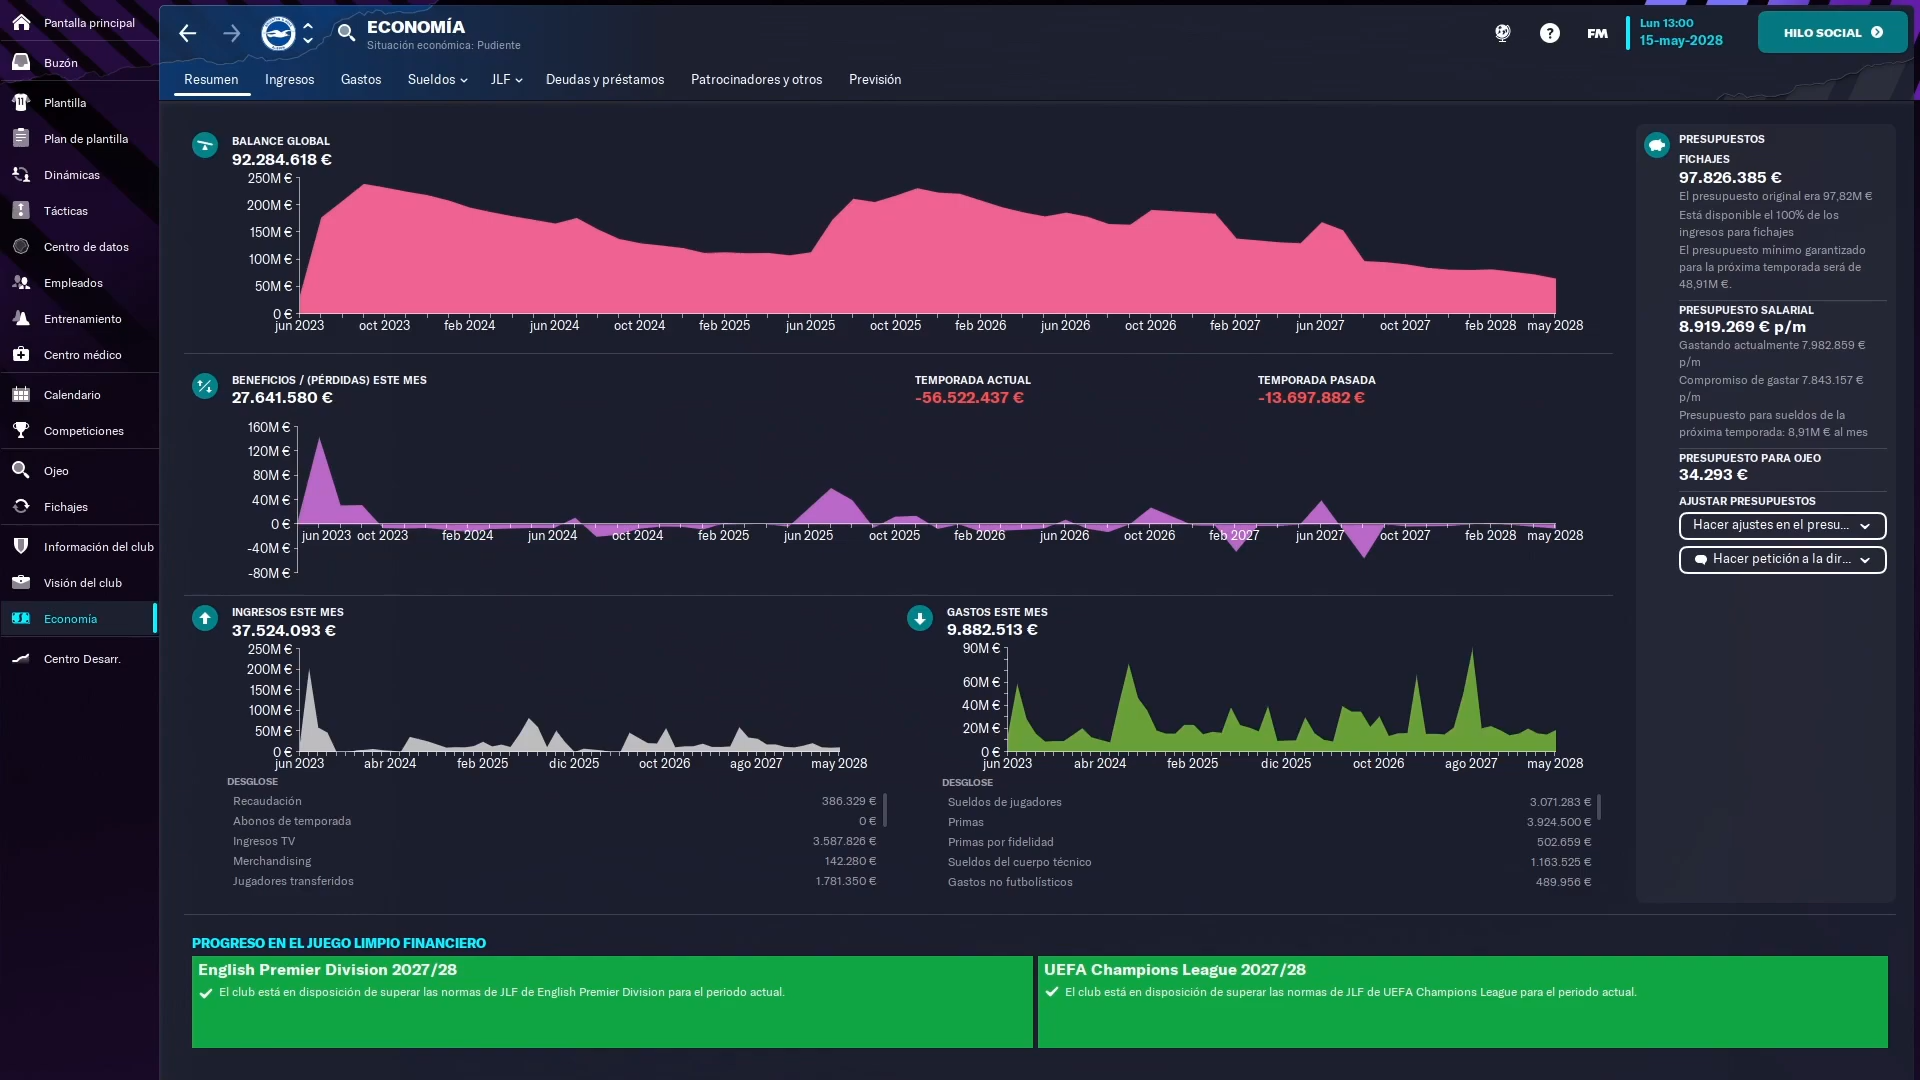 Pantalla principal
Buzón
Plantilla
Plan de plantilla
Dinámicas
Tácticas
Centro de datos
Empleados
Entrenamiento
Centro médico
Calendario
Competiciones
Ojeo
Fichajes
Información del club
Visión del club
Economía
Centro Desarr.
ECONOMÍA
Situación económica: Pudiente
FM
Lun 13:00
15-may-2028
HILO SOCIAL
Resumen Ingresos Gastos Sueldos JLF Deudas y préstamos Patrocinadores y otros Previsión
BALANCE GLOBAL
92.284.618 €
250M €
200M €
150M €
100M €
50M €
0 €
jun 2023 oct 2023 feb 2024 jun 2024 oct 2024 feb 2025 jun 2025 oct 2025 feb 2026 jun 2026 oct 2026 feb 2027 jun 2027 oct 2027 feb 2028 may 2028
BENEFICIOS / (PÉRDIDAS) ESTE MES
27.641.580 €
TEMPORADA ACTUAL
-56.522.437 €
TEMPORADA PASADA
-13.697.882 €
160M €
120M €
80M €
40M €
0 €
-40M €
-80M €
jun 2023 oct 2023 feb 2024 jun 2024 oct 2024 feb 2025 jun 2025 oct 2025 feb 2026 jun 2026 oct 2026 feb 2027 jun 2027 oct 2027 feb 2028 may 2028
INGRESOS ESTE MES
37.524.093 €
250M €
200M €
150M €
100M €
50M €
0 €
jun 2023 abr 2024 feb 2025 dic 2025 oct 2026 ago 2027 may 2028
DESGLOSE
Recaudación 386.329 €
Abonos de temporada 0 €
Ingresos TV 3.587.826 €
Merchandising 142.280 €
Jugadores transferidos 1.781.350 €
GASTOS ESTE MES
9.882.513 €
90M €
60M €
40M €
20M €
0 €
jun 2023 abr 2024 feb 2025 dic 2025 oct 2026 ago 2027 may 2028
DESGLOSE
Sueldos de jugadores 3.071.283 €
Primas 3.924.500 €
Primas por fidelidad 502.659 €
Sueldos del cuerpo técnico 1.163.525 €
Gastos no futbolísticos 489.956 €
PRESUPUESTOS
FICHAJES
97.826.385 €
El presupuesto original era 97,82M €
Está disponible el 100% de los
ingresos para fichajes
El presupuesto mínimo garantizado
para la próxima temporada será de
48,91M €.
PRESUPUESTO SALARIAL
8.919.269 € p/m
Gastando actualmente 7.982.859 €
p/m
Compromiso de gastar 7.843.157 €
p/m
Presupuesto para sueldos de la
próxima temporada: 8,91M € al mes
PRESUPUESTO PARA OJEO
34.293 €
AJUSTAR PRESUPUESTOS
Hacer ajustes en el presu...
Hacer petición a la dir...
PROGRESO EN EL JUEGO LIMPIO FINANCIERO
English Premier Division 2027/28
El club está en disposición de superar las normas de JLF de English Premier Division para el periodo actual.
UEFA Champions League 2027/28
El club está en disposición de superar las normas de JLF de UEFA Champions League para el periodo actual.